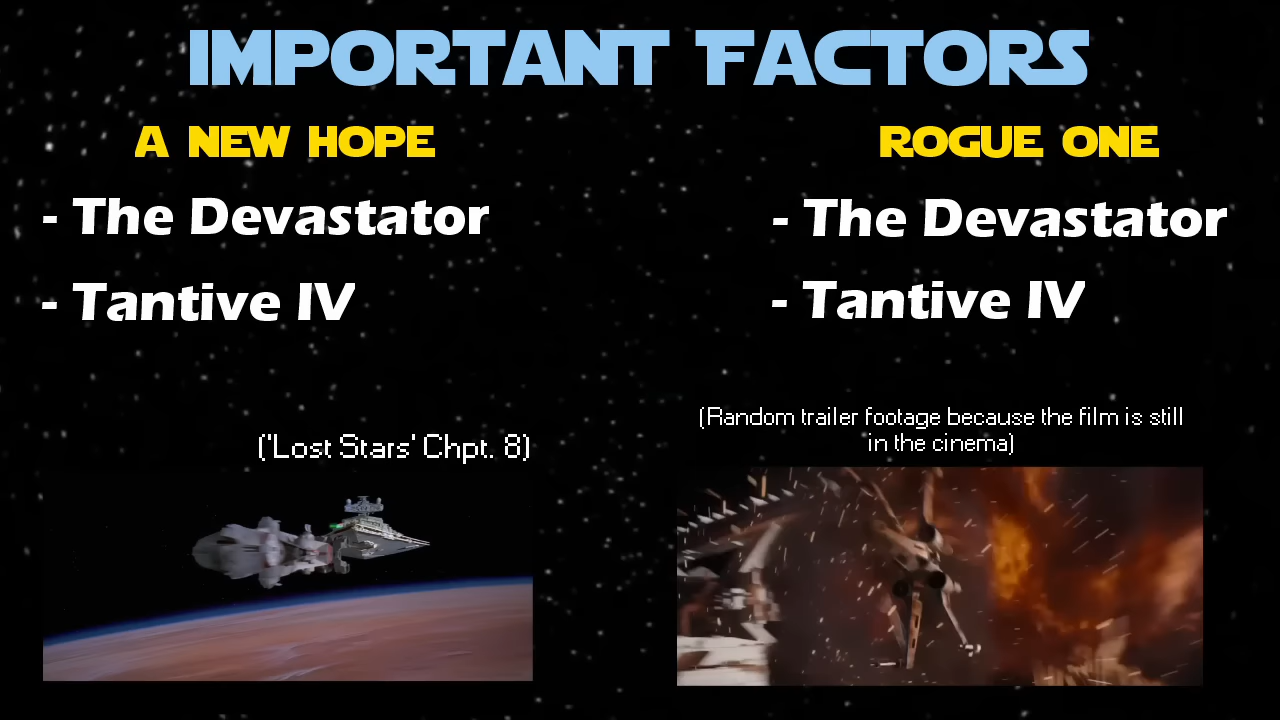 IMPORTANT FACTORS
A NEW HOPE
- The Devastator
- Tantive IV
('Lost Stars' Chpt. 8)
ROGUE ONE
- The Devastator
- Tantive IV
(Random trailer footage because the film is still
in the cinema)